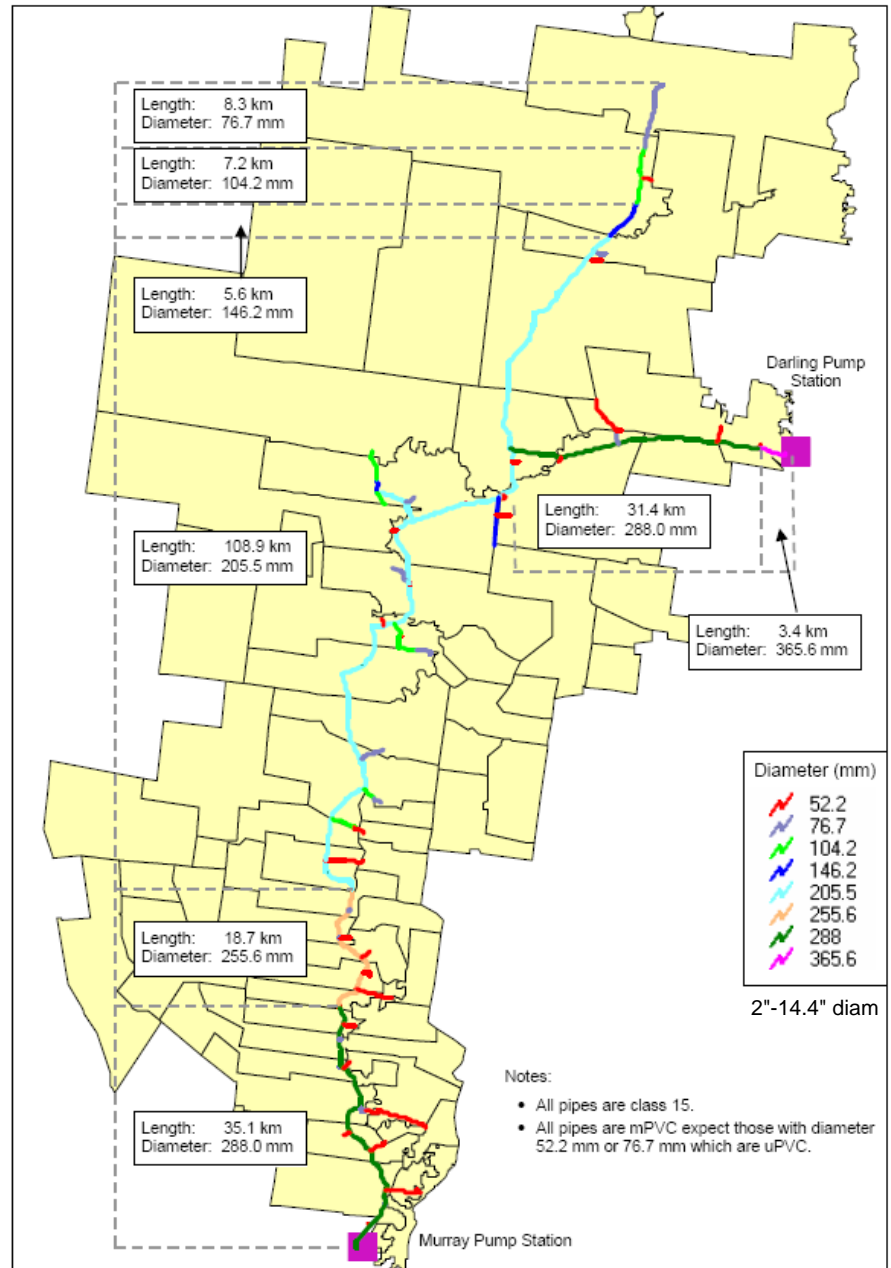 Length: 8.3 km
Diameter: 76.7 mm
Length: 7.2 km
Diameter: 104.2 mm
Length: 5.6 km
Diameter: 146.2 mm
Darling Pump
Station
Length: 31.4 km
Diameter: 288.0 mm
Length: 108.9 km
Diameter: 205.5 mm
Length: 3.4 km
Diameter: 365.6 mm
Diameter (mm)
52.2
76.7
104.2
146.2
205.5
255.6
288
365.6
2"-14.4" diam
Length: 18.7 km
Diameter: 255.6 mm
Notes:
• All pipes are class 15.
• All pipes are mPVC expect those with diameter
52.2 mm or 76.7 mm which are uPVC.
Length: 35.1 km
Diameter: 288.0 mm
Murray Pump Station